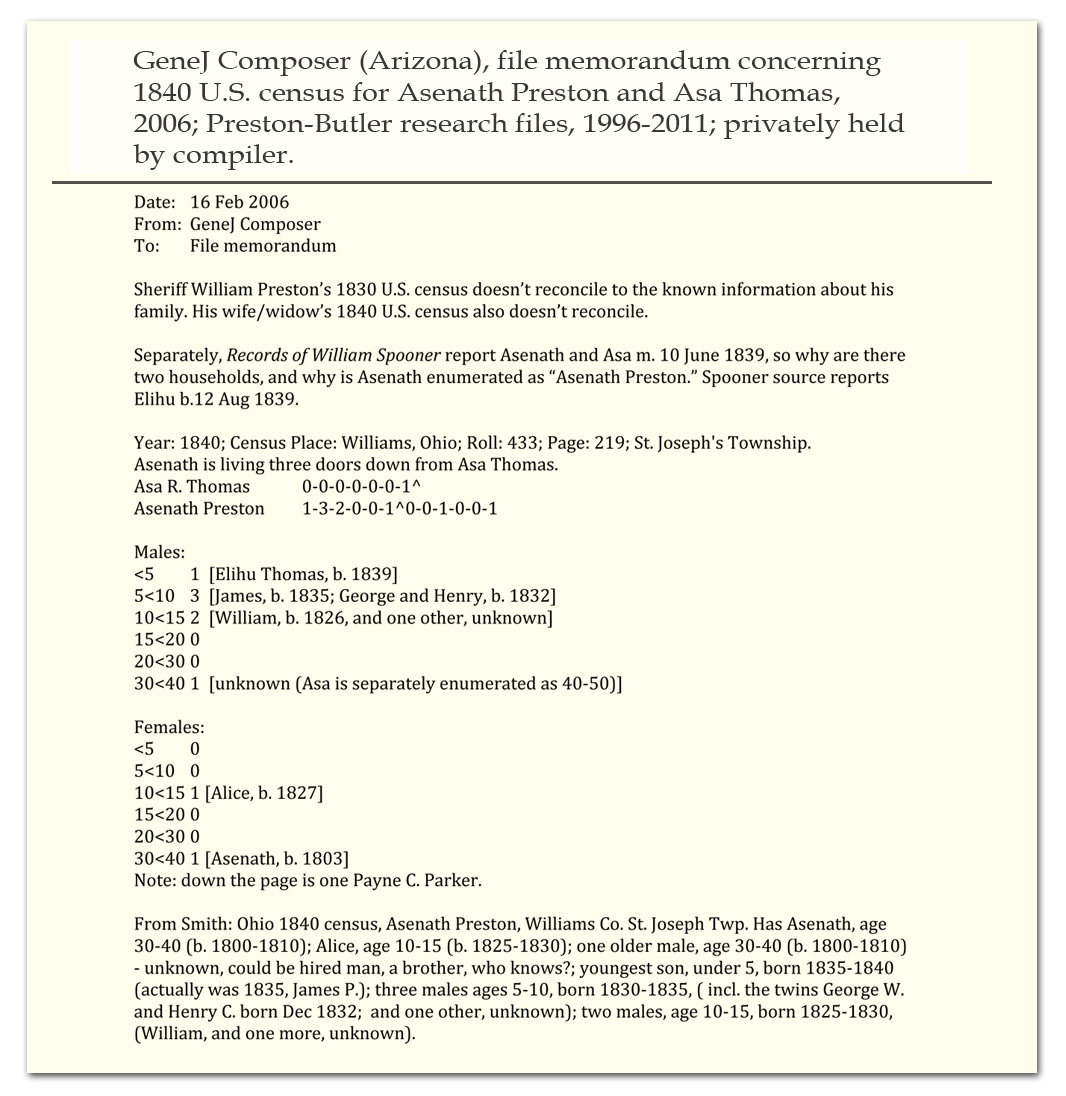 GeneJ Composer (Arizona), file memorandum concerning
1840 U.S. census for Asenath Preston and Asa Thomas,
2006; Preston-Butler research files, 1996-2011; privately held
by compiler.
Date: 16 Feb 2006
From: GeneJ Composer
To: File memorandum
Sheriff William Preston’s 1830 U.S. census doesn’t reconcile to the known information about his
family. His wife/widow’s 1840 U.S. census also doesn’t reconcile.
Separately, Records of William Spooner report Asenath and Asa m. 10 June 1839, so why are there
two households, and why is Asenath enumerated as “Asenath Preston.” Spooner source reports
Elihu b.12 Aug 1839.
Year: 1840; Census Place: Williams, Ohio; Roll: 433; Page: 219; St. Joseph's Township.
Asenath is living three doors down from Asa Thomas.
Asa R. Thomas 0-0-0-0-0-0-1^
Asenath Preston 1-3-2-0-0-1^0-0-1-0-0-1
Males:
<5 1 [Elihu Thomas, b. 1839]
5<10 3 [James, b. 1835; George and Henry, b. 1832]
10<15 2 [William, b. 1826, and one other, unknown]
15<20 0
20<30 0
30<40 1 [unknown (Asa is separately enumerated as 40-50)]
Females:
<5 0
5<10 0
10<15 1 [Alice, b. 1827]
15<20 0
20<30 0
30<40 1 [Asenath, b. 1803]
Note: down the page is one Payne C. Parker.
From Smith: Ohio 1840 census, Asenath Preston, Williams Co. St. Joseph Twp. Has Asenath, age
30-40 (b. 1800-1810); Alice, age 10-15 (b. 1825-1830); one older male, age 30-40 (b. 1800-1810)
- unknown, could be hired man, a brother, who knows?; youngest son, under 5, born 1835-1840
(actually was 1835, James P.); three males ages 5-10, born 1830-1835, ( incl. the twins George W.
and Henry C. born Dec 1832; and one other, unknown); two males, age 10-15, born 1825-1830,
(William, and one more, unknown).